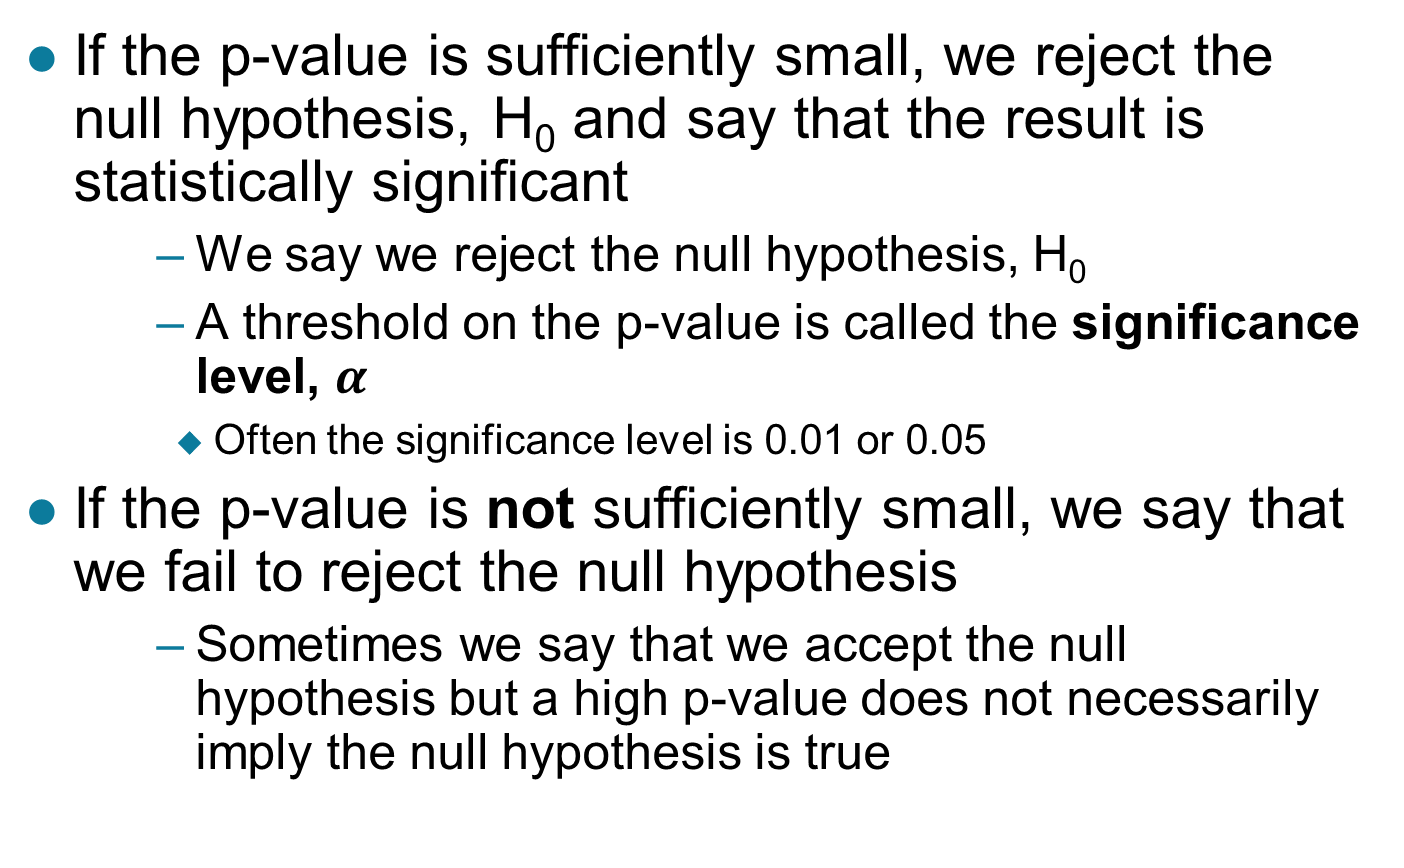 ● If the p-value is sufficiently small, we reject the
null hypothesis, H₀ and say that the result is
statistically significant
– We say we reject the null hypothesis, H₀
– A threshold on the p-value is called the significance
level, α
◆ Often the significance level is 0.01 or 0.05
● If the p-value is not sufficiently small, we say that
we fail to reject the null hypothesis
– Sometimes we say that we accept the null
hypothesis but a high p-value does not necessarily
imply the null hypothesis is true